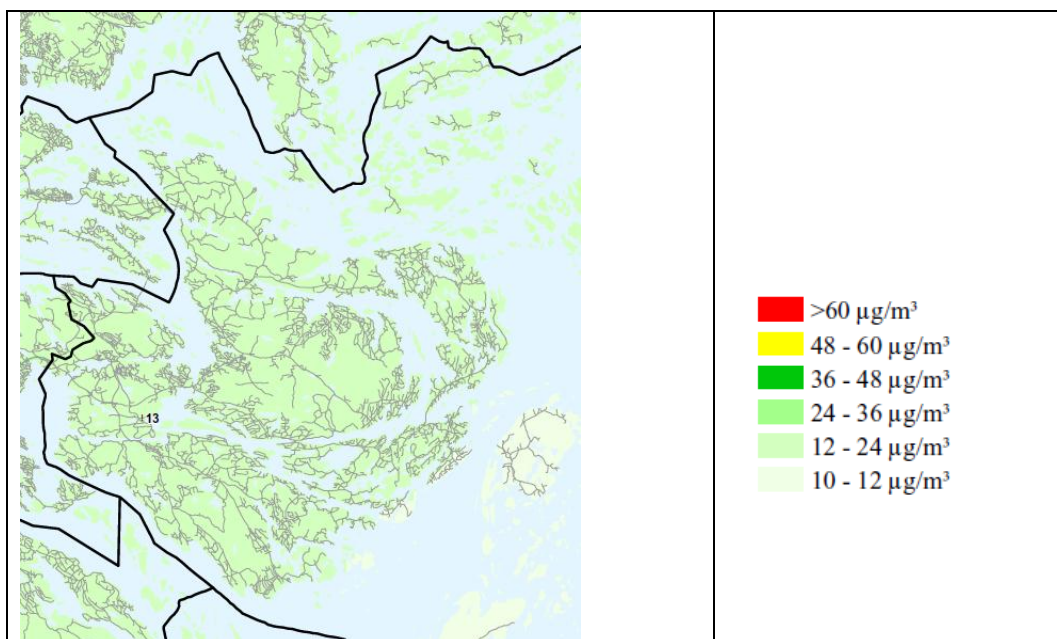 13
>60 µg/m³
48 - 60 µg/m³
36 - 48 µg/m³
24 - 36 µg/m³
12 - 24 µg/m³
10 - 12 µg/m³